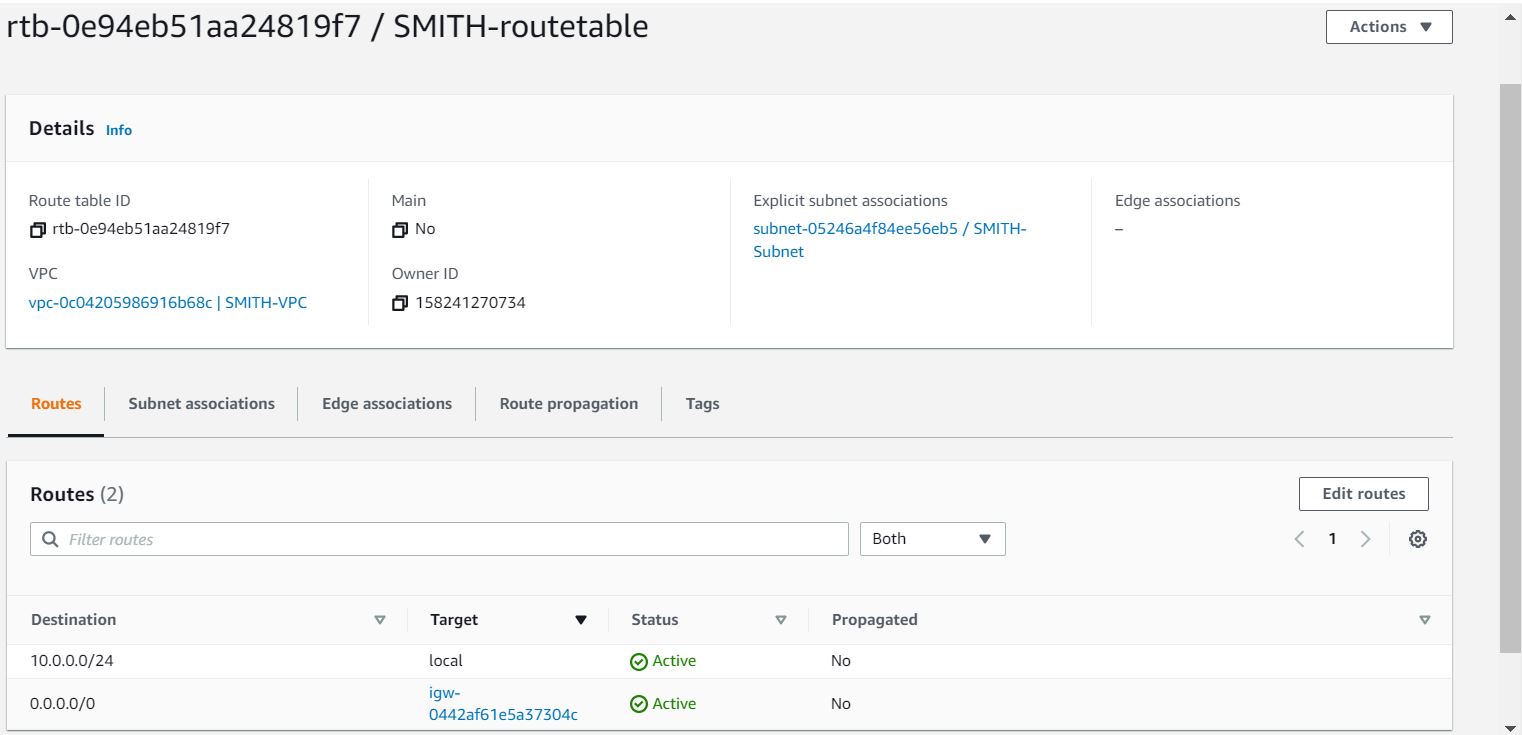 rtb-0e94eb51aa24819f7 / SMITH-routetable
Actions
Details Info
Route table ID
rtb-0e94eb51aa24819f7
Main
No
Explicit subnet associations
subnet-05246a4f84ee56eb5 / SMITH-
Subnet
Edge associations
–
VPC
vpc-0c04205986916b68c | SMITH-VPC
Owner ID
158241270734
Routes Subnet associations Edge associations Route propagation Tags
Routes (2)
Edit routes
Filter routes
Both
1
Destination Target Status Propagated
10.0.0.0/24 local Active No
0.0.0.0/0 igw-
0442af61e5a37304c Active No